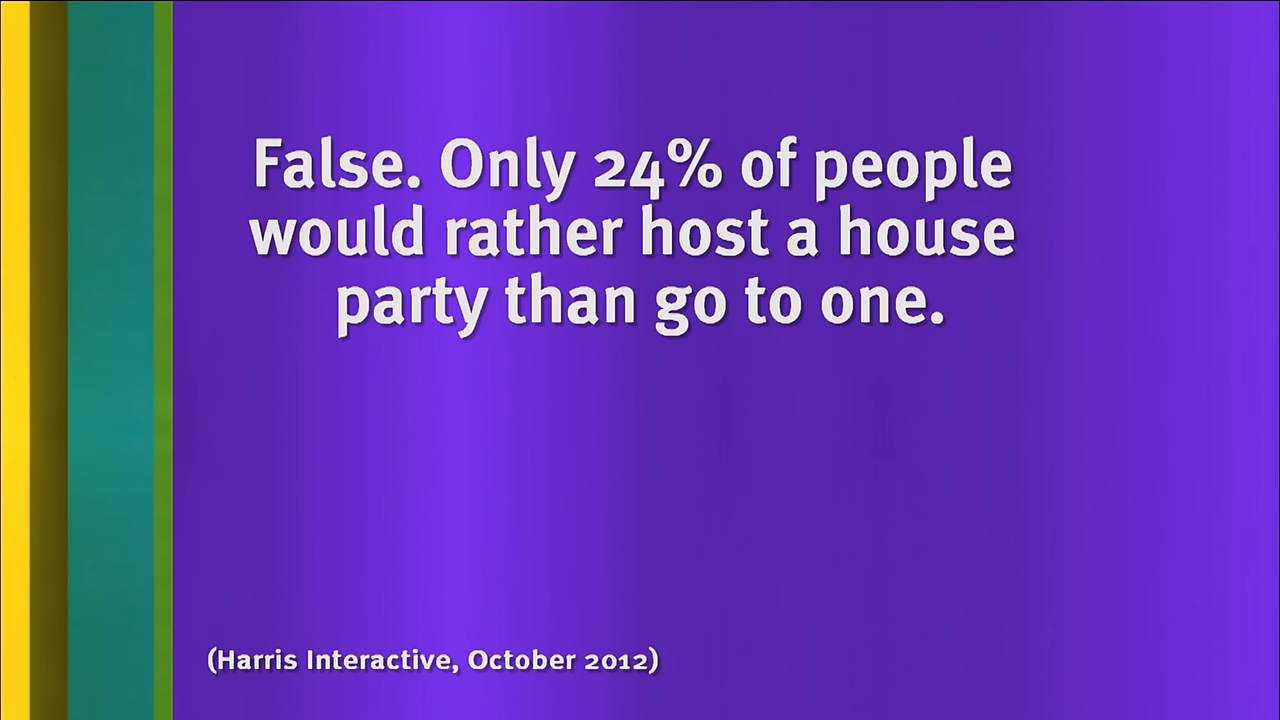 False. Only 24% of people
would rather host a house
party than go to one.
(Harris Interactive, October 2012)